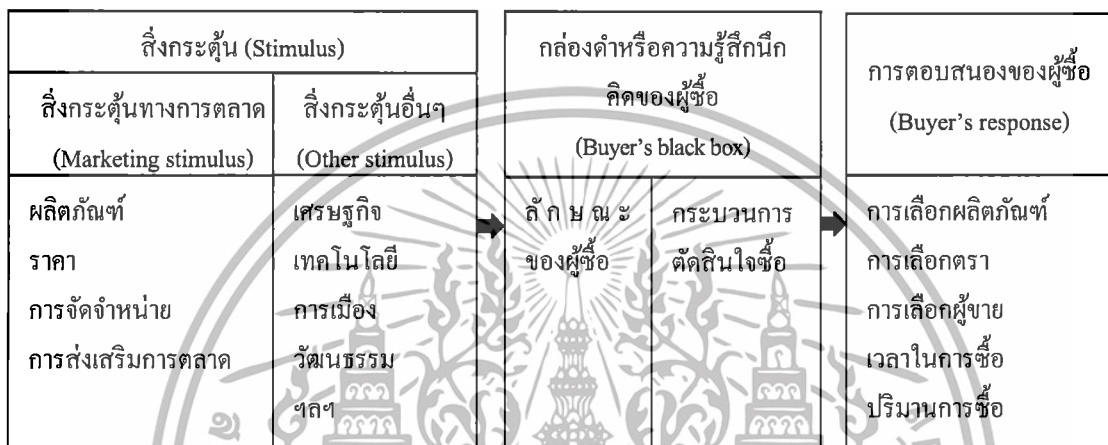 สิ่งกระตุ้น (Stimulus)
สิ่งกระตุ้นทางการตลาด
(Marketing stimulus)
สิ่งกระตุ้นอื่นๆ
(Other stimulus)
ผลิตภัณฑ์
ราคา
การจัดจำหน่าย
การส่งเสริมการตลาด
เศรษฐกิจ
เทคโนโลยี
การเมือง
วัฒนธรรม
ฯลฯ
กล่องดำหรือความรู้สึกนึก
คิดของผู้ซื้อ
(Buyer's black box)
ลักษณะ
ของผู้ซื้อ
กระบวนการ
ตัดสินใจซื้อ
การตอบสนองของผู้ซื้อ
(Buyer's response)
การเลือกผลิตภัณฑ์
การเลือกตรา
การเลือกผู้ขาย
เวลาในการซื้อ
ปริมาณการซื้อ